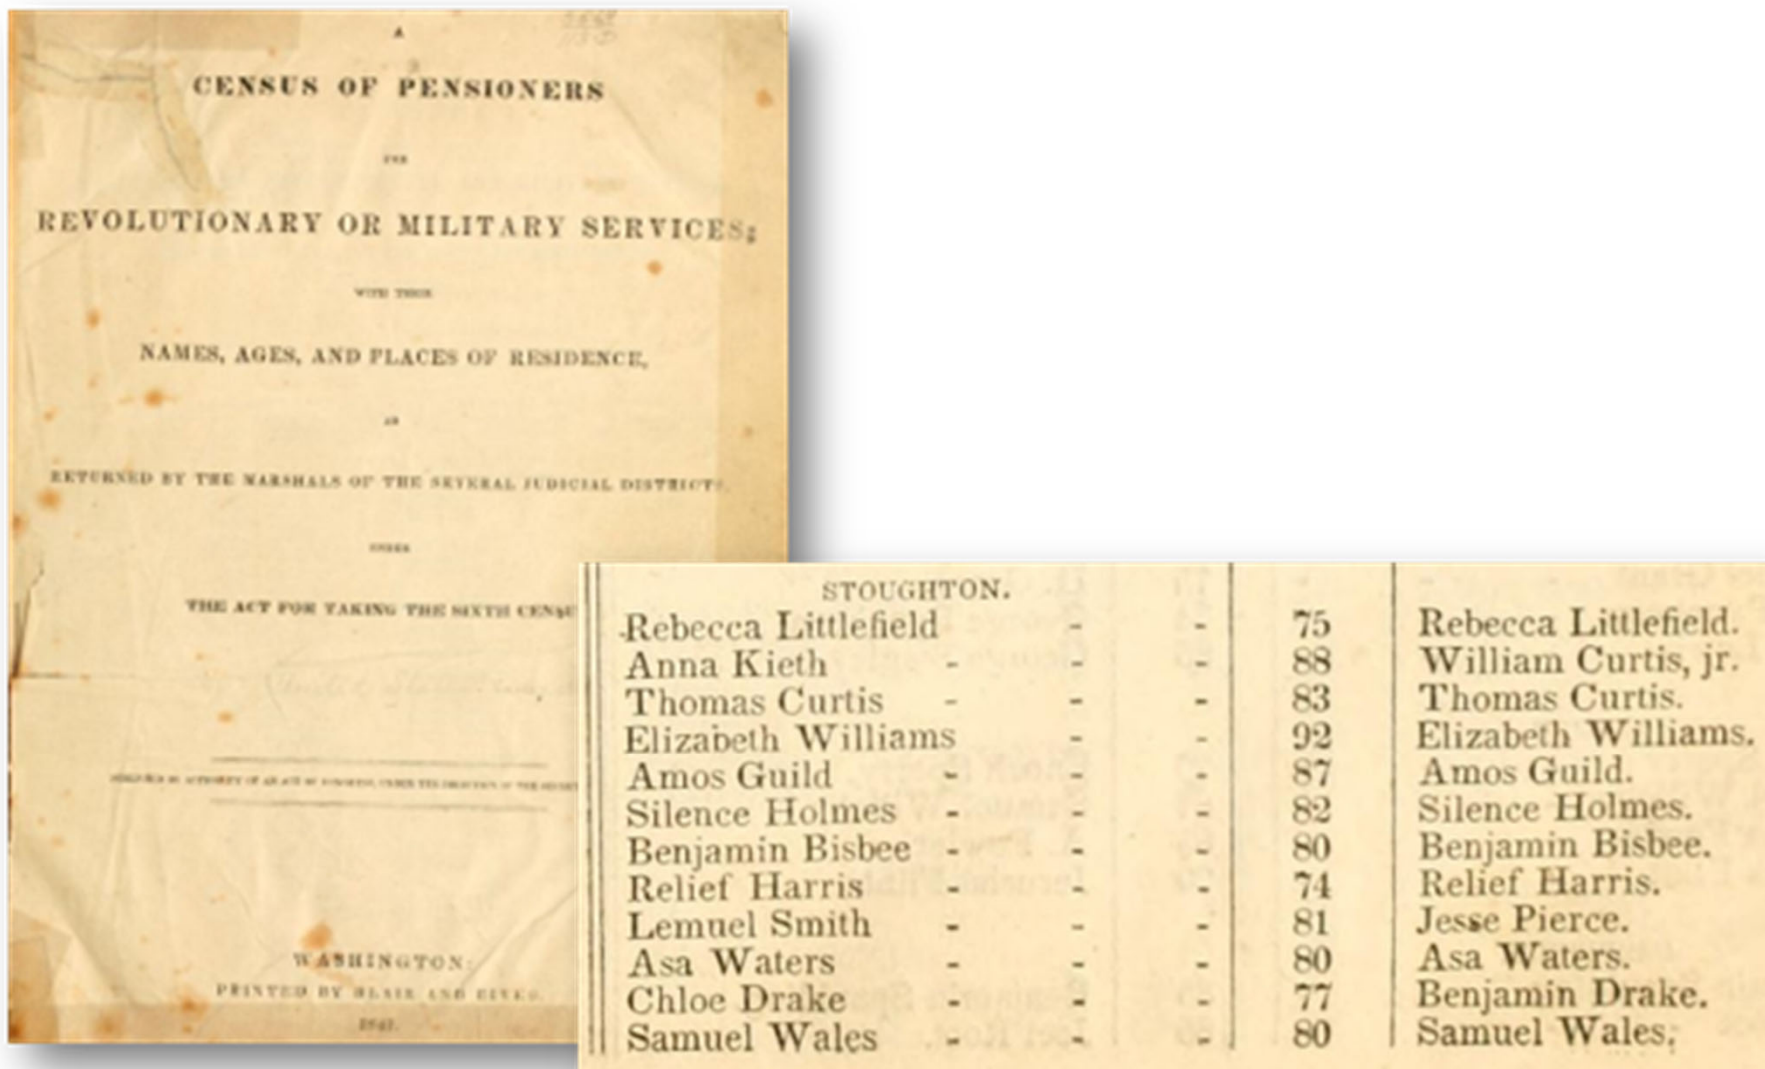 A
CENSUS OF PENSIONERS
FOR
REVOLUTIONARY OR MILITARY SERVICES;
WITH THEIR
NAMES, AGES, AND PLACES OF RESIDENCE,
AS
RETURNED BY THE MARSHALS OF THE SEVERAL JUDICIAL DISTRICTS,
UNDER
THE ACT FOR TAKING THE SIXTH CENSU
WASHINGTON:
PRINTED BY BLAIR AND RIVES.
1841.
STOUGHTON.
Rebecca Littlefield - - 75 Rebecca Littlefield.
Anna Kieth - - - 88 William Curtis, jr.
Thomas Curtis - - - 83 Thomas Curtis.
Elizabeth Williams - - 92 Elizabeth Williams.
Amos Guild - - - 87 Amos Guild.
Silence Holmes - - - 82 Silence Holmes.
Benjamin Bisbee - - - 80 Benjamin Bisbee.
Relief Harris - - - 74 Relief Harris.
Lemuel Smith - - - 81 Jesse Pierce.
Asa Waters - - - 80 Asa Waters.
Chloe Drake - - - 77 Benjamin Drake.
Samuel Wales - - - 80 Samuel Wales.